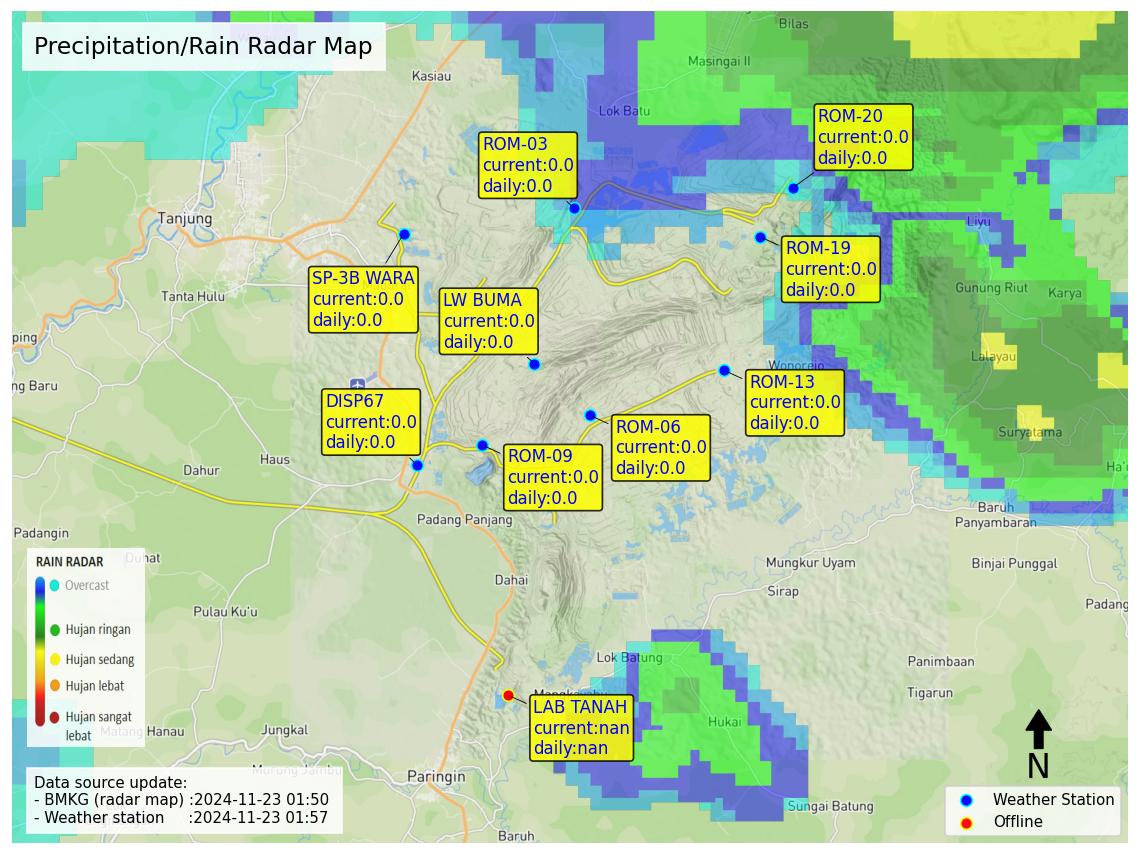 Precipitation/Rain Radar Map
Bilas
Masingai II
Kasiau
Lok Batu
ROM-20
current:0.0
daily:0.0
ROM-03
current:0.0
daily:0.0
Tanjung
Liyu
ROM-19
current:0.0
daily:0.0
SP-3B WARA
current:0.0
daily:0.0
Tanta Hulu
LW BUMA
current:0.0
daily:0.0
Gunung Riut
Karya
ping
Lalayau
Wonorejo
ng Baru
ROM-13
current:0.0
daily:0.0
DISP67
current:0.0
daily:0.0
ROM-06
current:0.0
daily:0.0
Suryatama
ROM-09
current:0.0
daily:0.0
Haus
Dahur
Ha'u
Baruh
Panyambaran
Padang Panjang
Padangin
Duhat
RAIN RADAR
Overcast
Hujan ringan
Hujan sedang
Hujan lebat
Hujan sangat
lebat
Mungkur Uyam
Binjai Punggal
Dahai
Sirap
Padang
Pulau Ku'u
Lok Batung
Panimbaan
Tigarun
LAB TANAH
current:nan
daily:nan
Hukai
Matang Hanau
Jungkal
Murung Jambu
Paringin
N
Data source update:
- BMKG (radar map) :2024-11-23 01:50
- Weather station :2024-11-23 01:57
Sungai Batung
Baruh
Weather Station
Offline